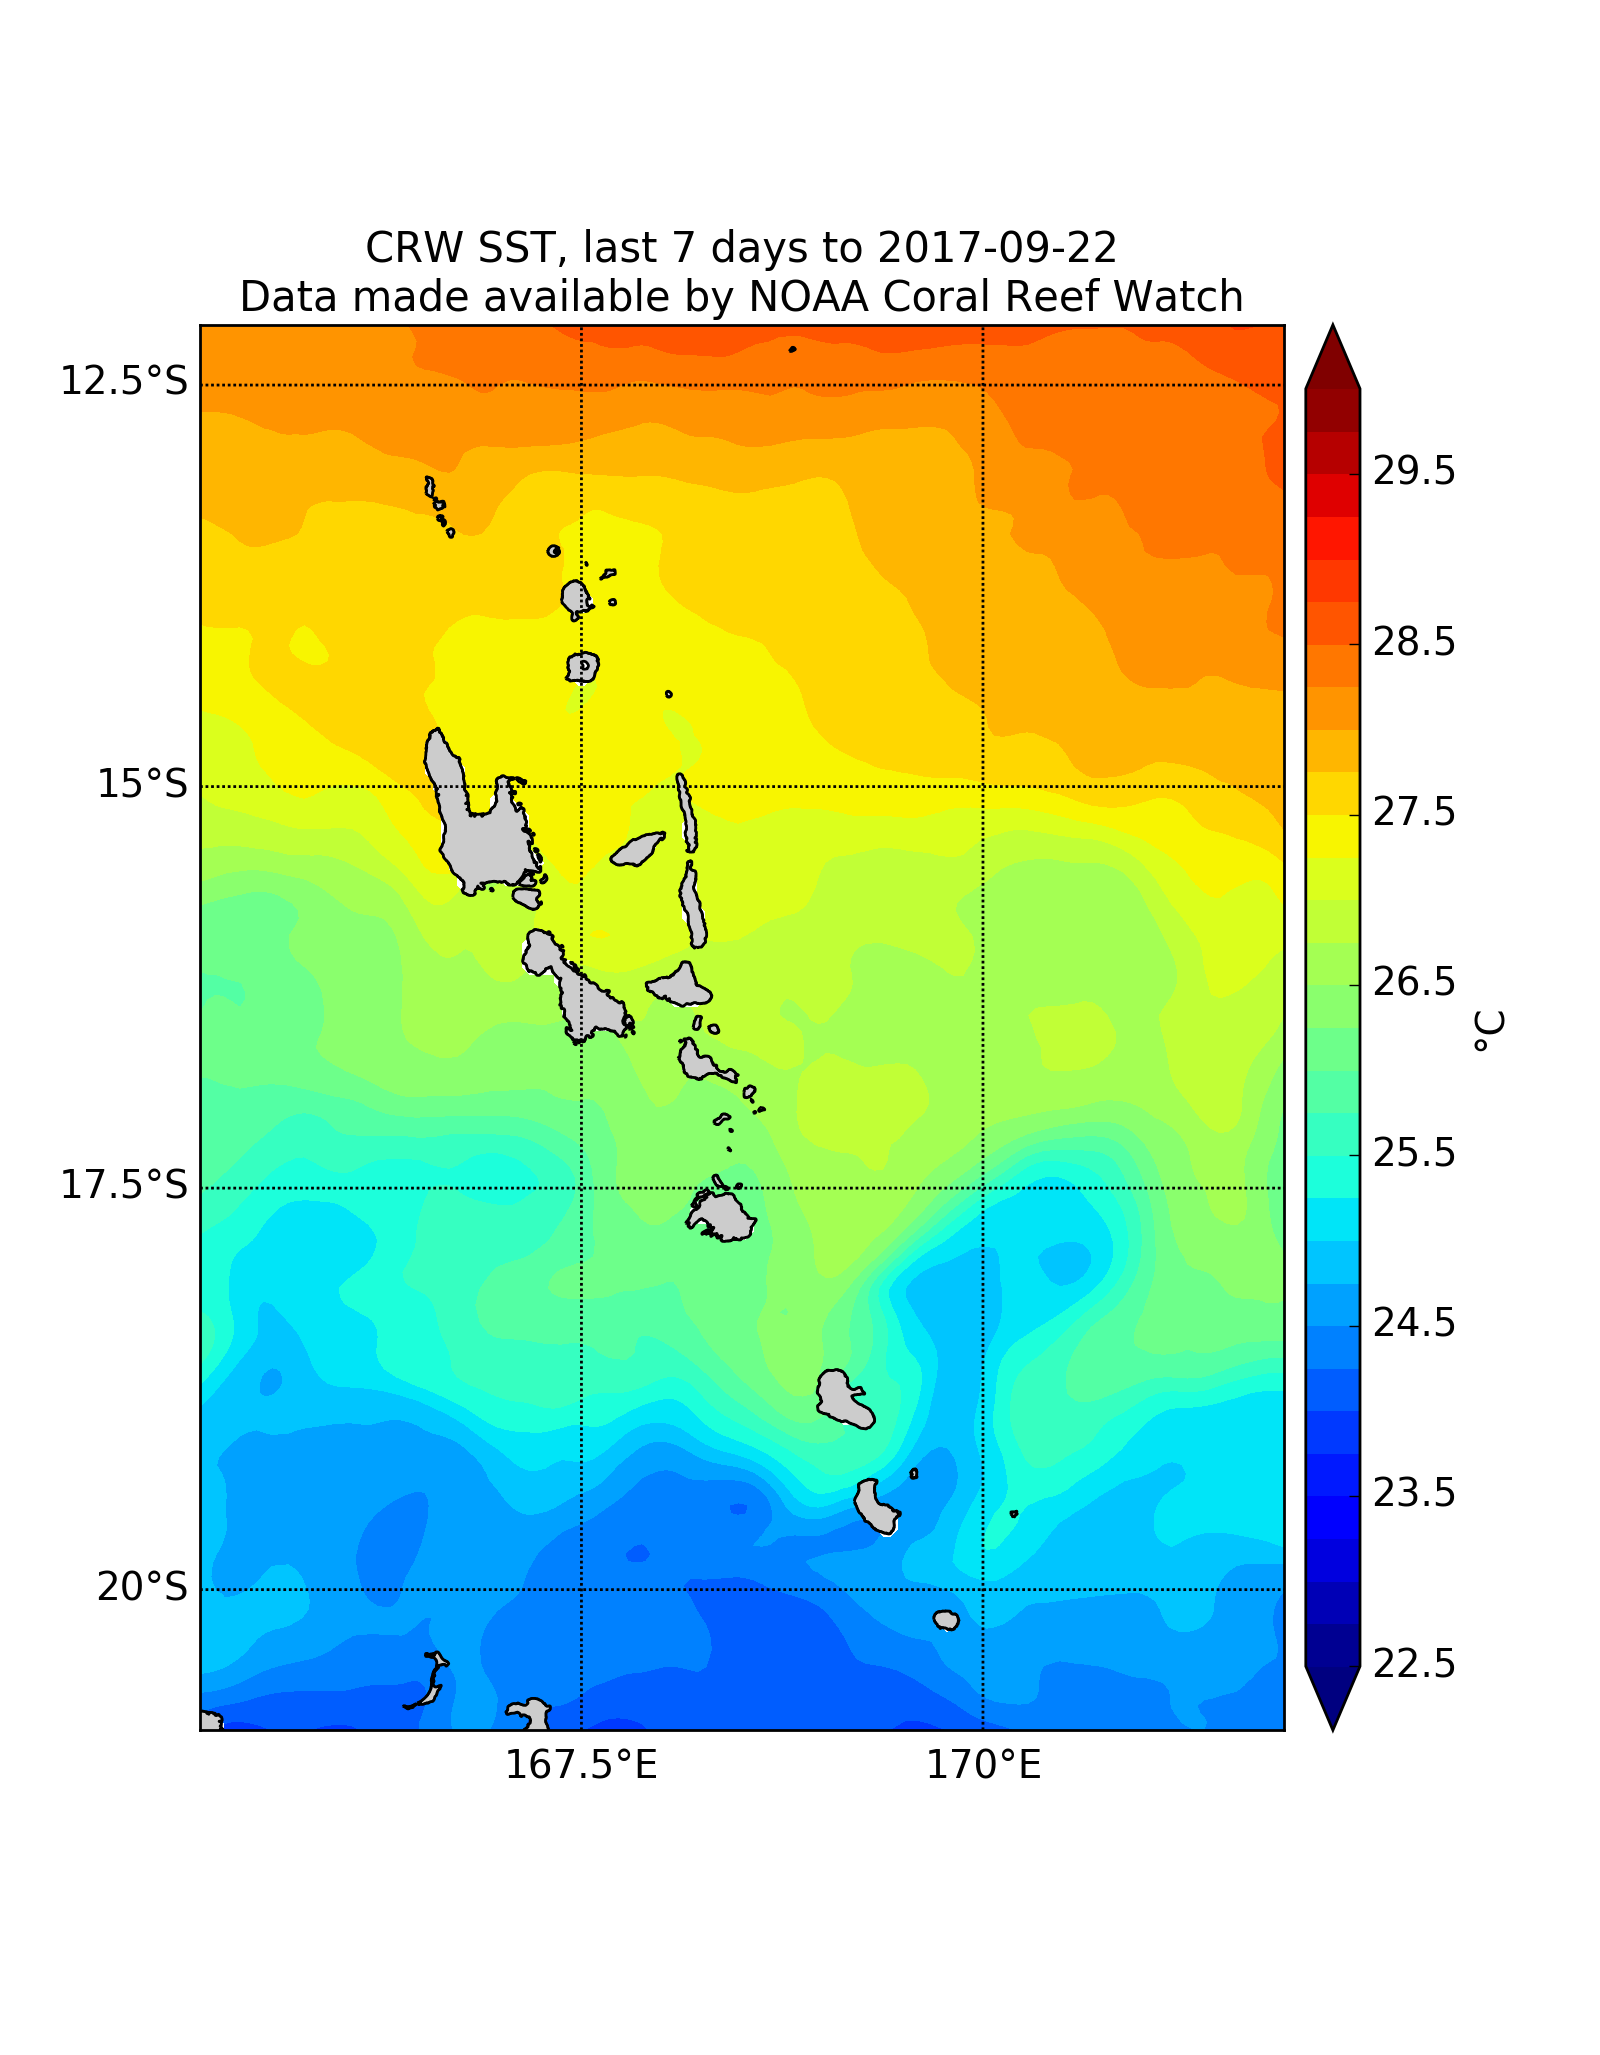 CRW SST, last 7 days to 2017-09-22
Data made available by NOAA Coral Reef Watch
12.5°S
15°S
17.5°S
20°S
167.5°E
170°E
29.5
28.5
27.5
26.5
25.5
24.5
23.5
22.5
°C